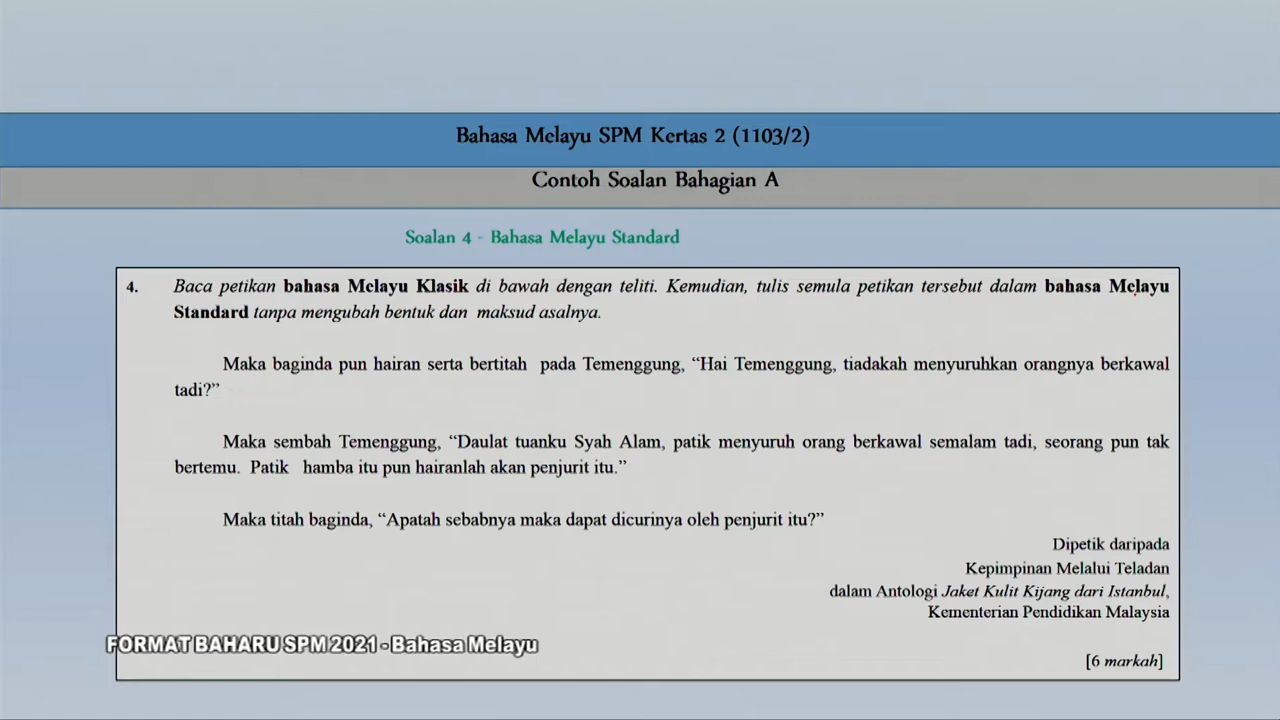 Bahasa Melayu SPM Kertas 2 (1103/2)
Contoh Soalan Bahagian A
Soalan 4 - Bahasa Melayu Standard
4. Baca petikan bahasa Melayu Klasik di bawah dengan teliti. Kemudian, tulis semula petikan tersebut dalam bahasa Melayu
Standard tanpa mengubah bentuk dan maksud asalnya.
Maka baginda pun hairan serta bertitah pada Temenggung, “Hai Temenggung, tiadakah menyuruhkan orangnya berkawal
tadi?”
Maka sembah Temenggung, “Daulat tuanku Syah Alam, patik menyuruh orang berkawal semalam tadi, seorang pun tak
bertemu. Patik hamba itu pun hairanlah akan penjurit itu.”
Maka titah baginda, “Apatah sebabnya maka dapat dicurinya oleh penjurit itu?”
Dipetik daripada
Kepimpinan Melalui Teladan
dalam Antologi Jaket Kulit Kijang dari Istanbul,
Kementerian Pendidikan Malaysia
FORMAT BAHARU SPM 2021 - Bahasa Melayu
[6 markah]